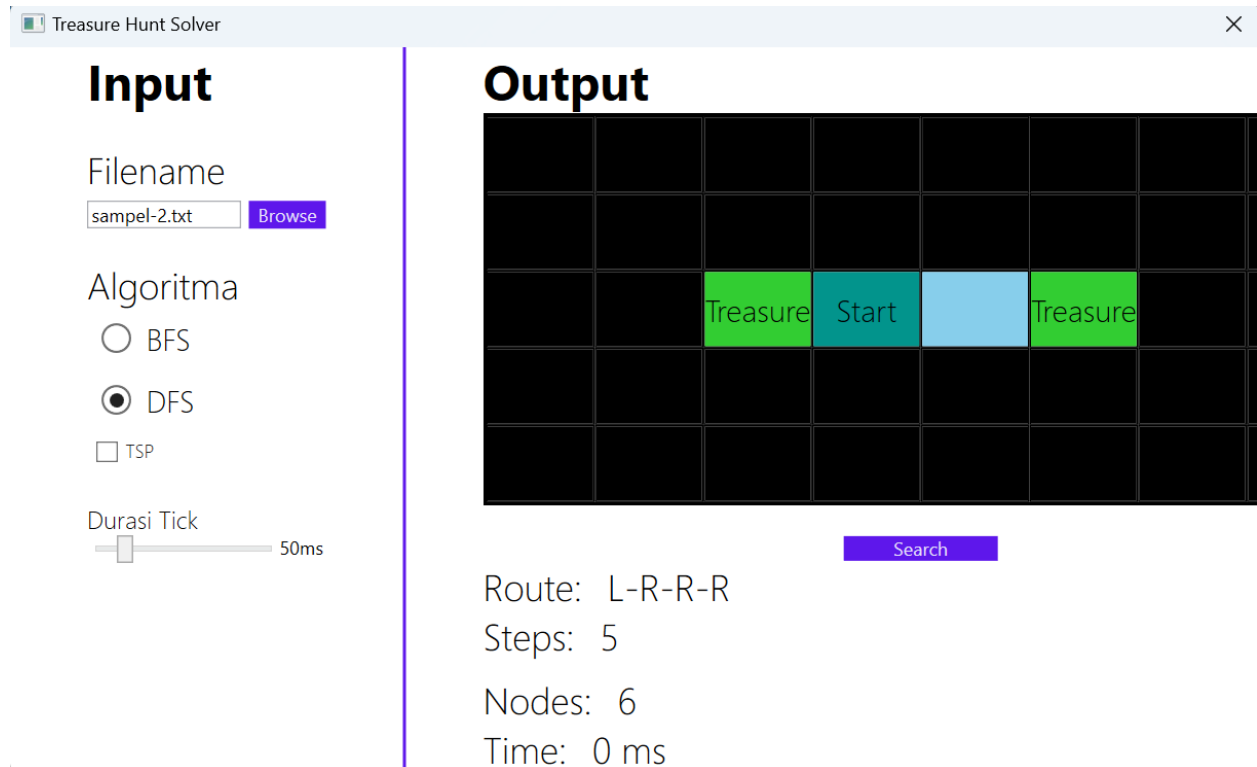 Treasure Hunt Solver
Input
Filename
sampel-2.txt Browse
Algoritma
BFS
DFS
TSP
Durasi Tick
50ms
Output
Treasure Start Treasure
Search
Route: L-R-R-R
Steps: 5
Nodes: 6
Time: 0 ms